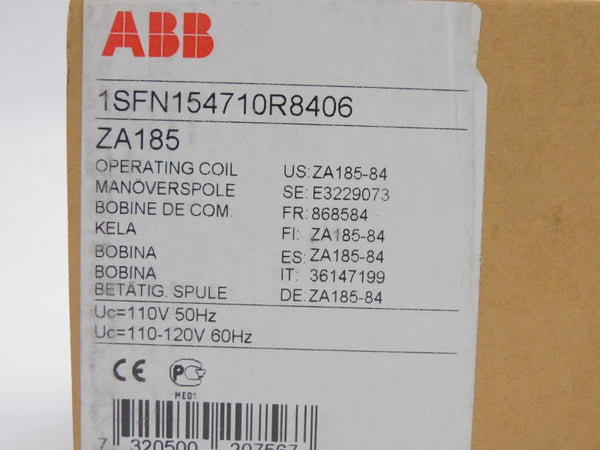 ABB
1SFN154710R8406
ZA185
OPERATING COIL US: ZA185-84
MANÖVERSPOLE SE: E3229073
BOBINE DE COM. FR: 868584
KELA FI: ZA185-84
BOBINA ES: ZA185-84
BOBINA IT: 36147199
BETÄTIG. SPULE DE: ZA185-84
Uc=110V 50Hz
Uc=110-120V 60Hz
CE PC
ME01
7 320500 207567